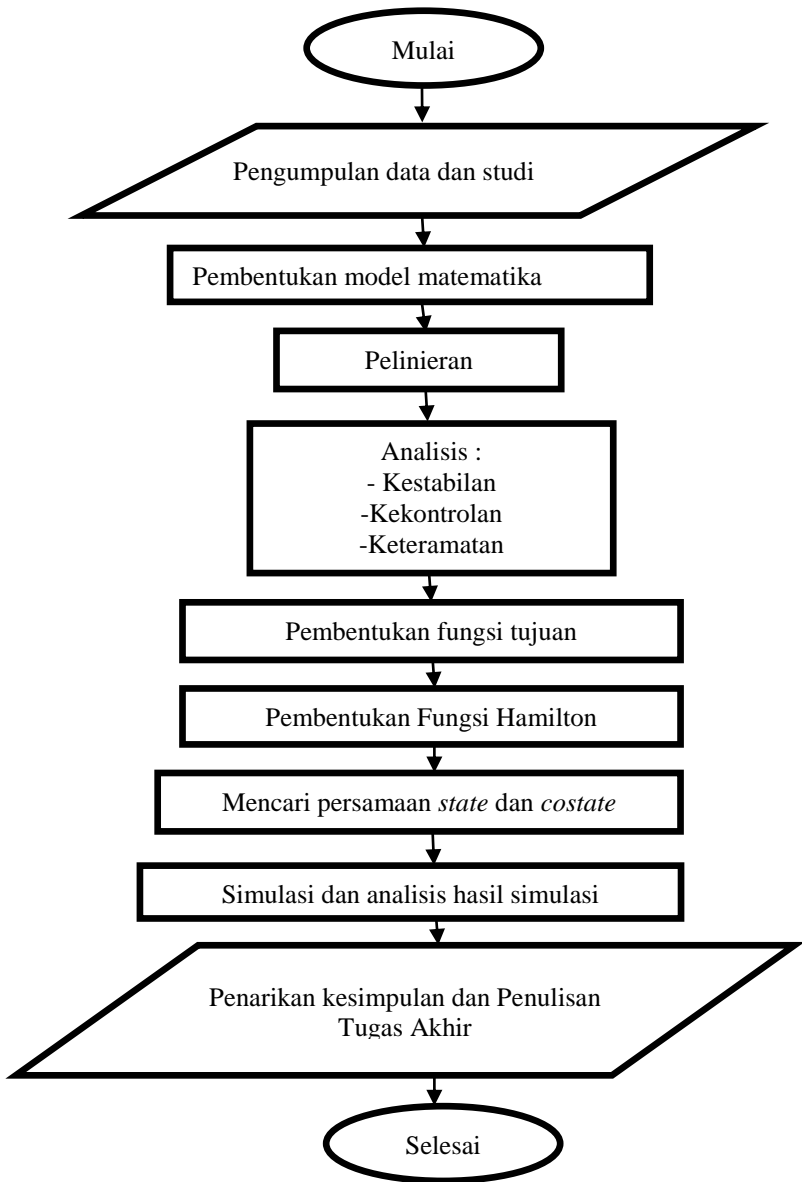 Mulai
Pengumpulan data dan studi
Pembentukan model matematika
Pelinieran
Analisis :
- Kestabilan
-Kekontrolan
-Keteramatan
Pembentukan fungsi tujuan
Pembentukan Fungsi Hamilton
Mencari persamaan state dan costate
Simulasi dan analisis hasil simulasi
Penarikan kesimpulan dan Penulisan
Tugas Akhir
Selesai